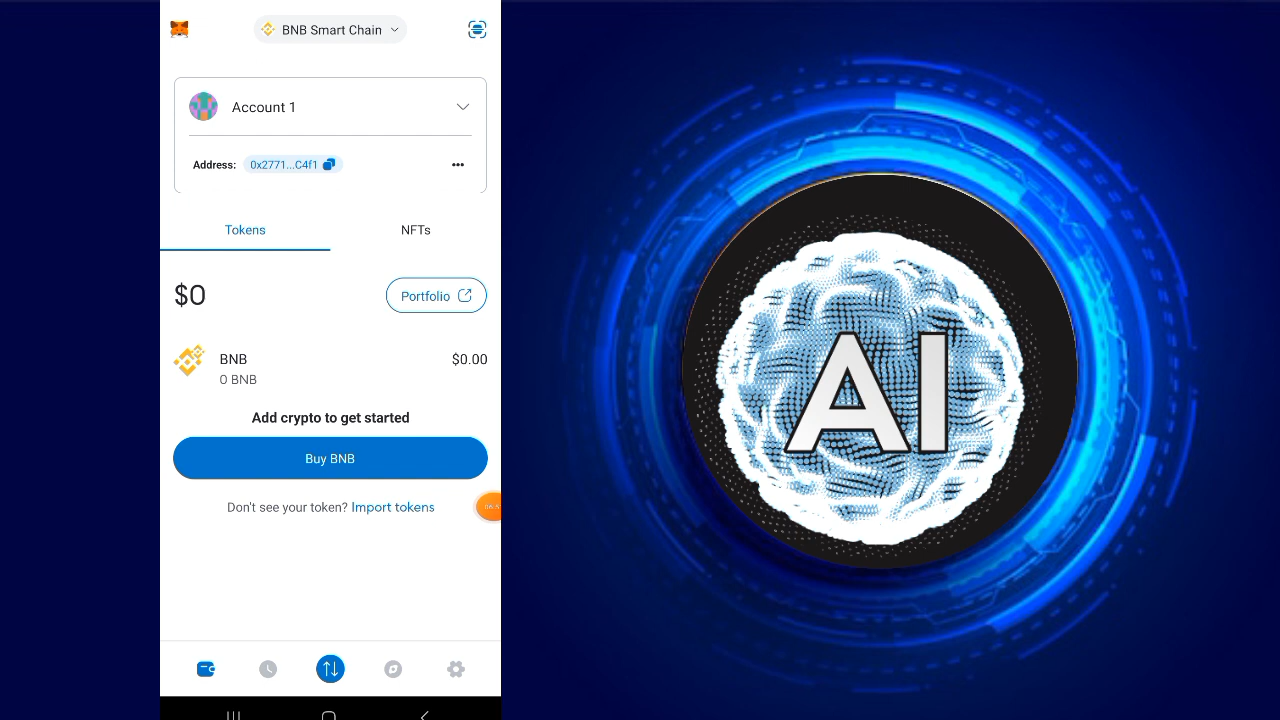 BNB Smart Chain
Account 1
Address: 0x2771...C4f1
Tokens NFTs
$0 Portfolio
BNB $0.00
0 BNB
Add crypto to get started
Buy BNB
Don't see your token? Import tokens
AI